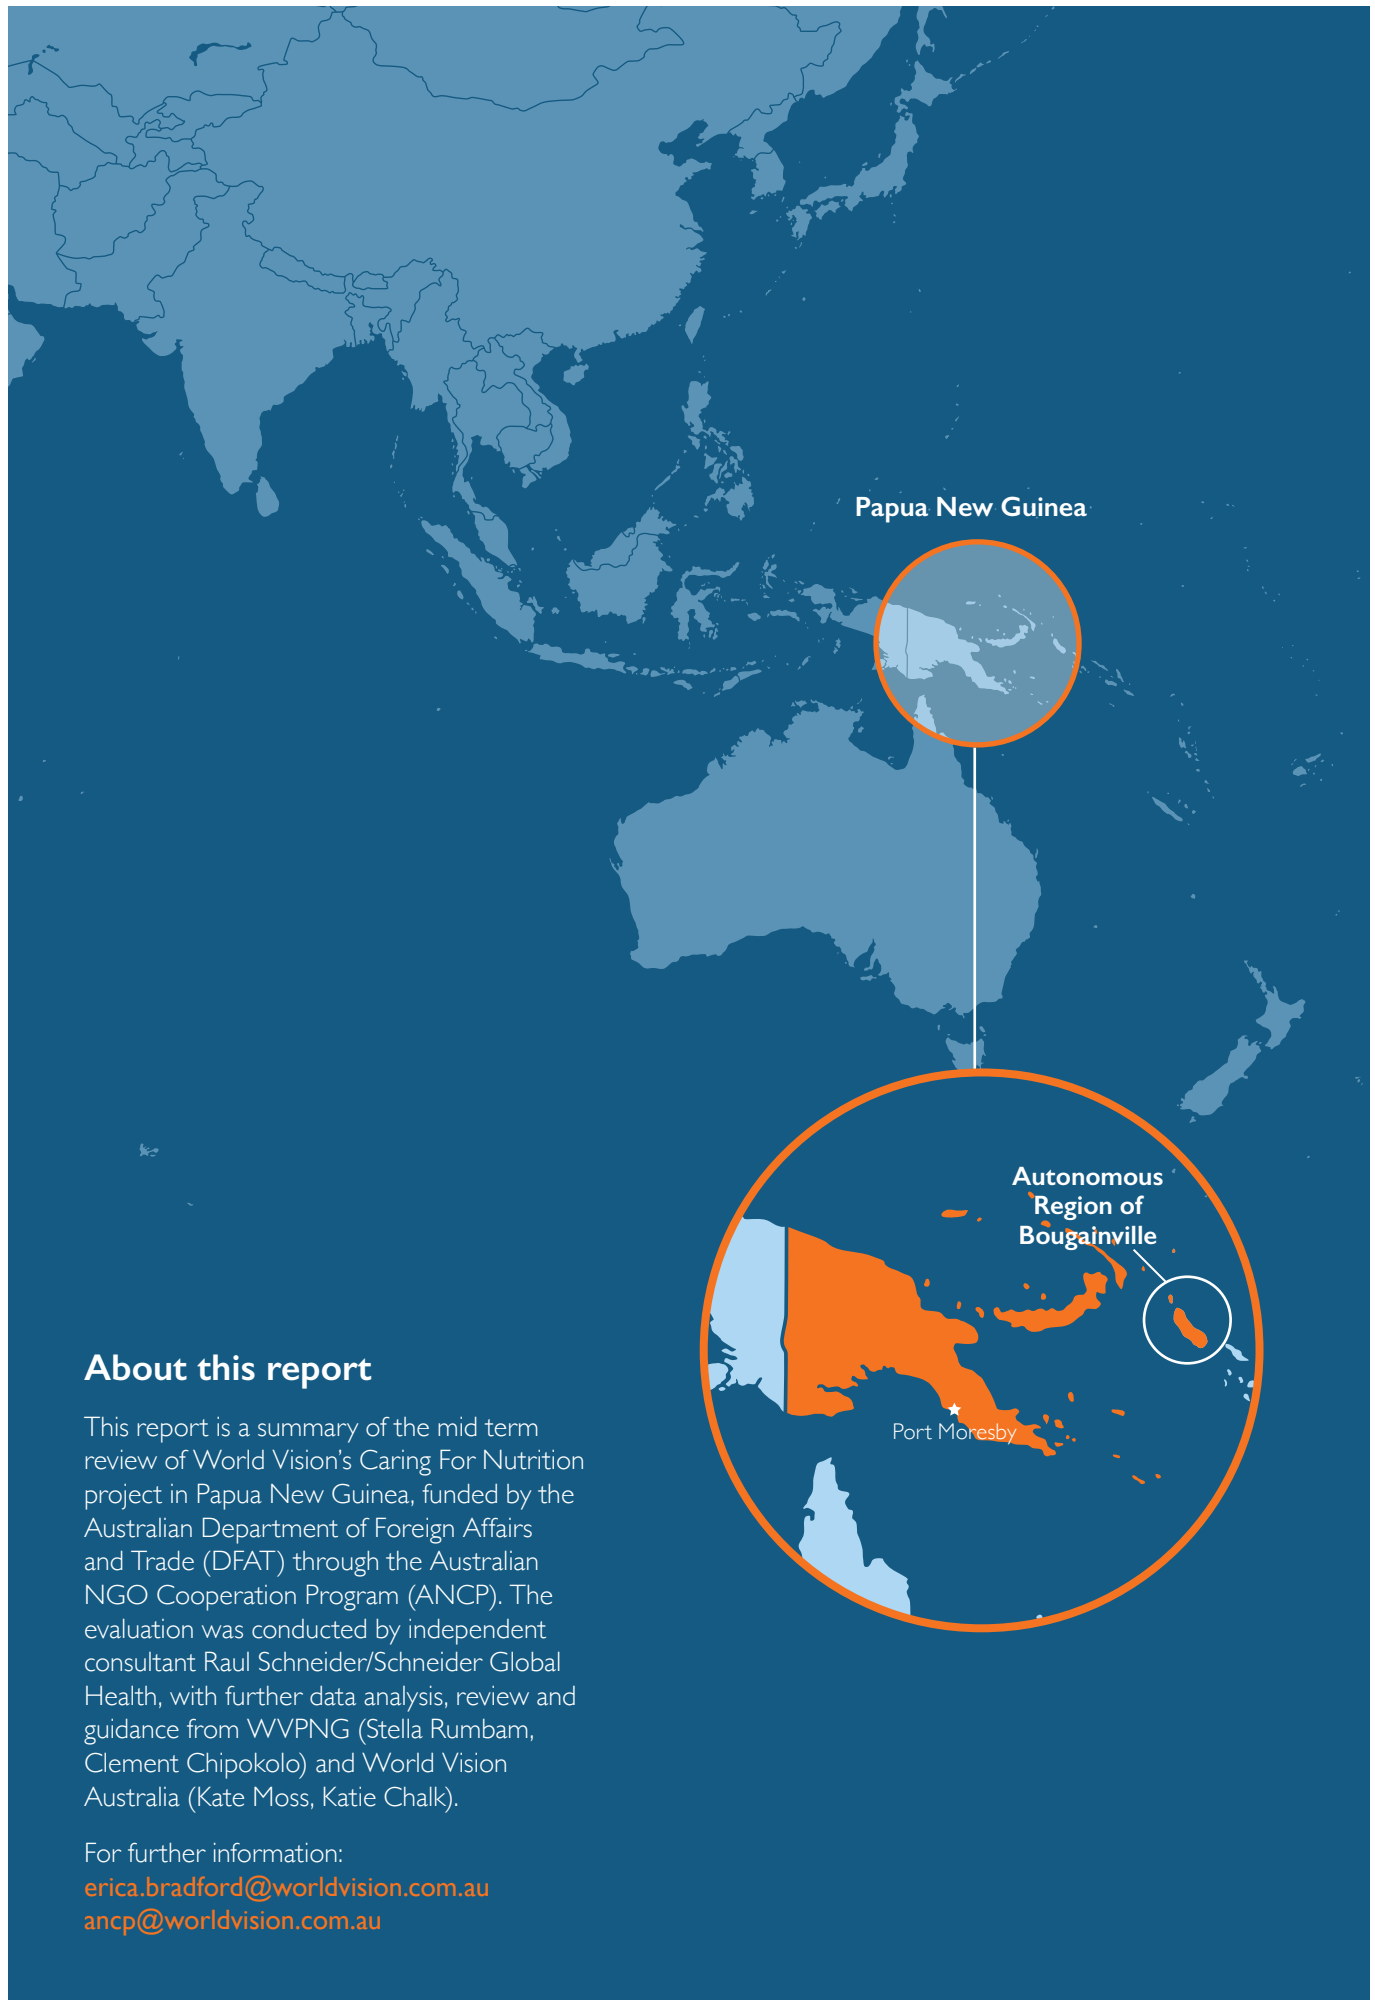 Papua New Guinea
Autonomous
Region of
Bougainville
Port Moresby
About this report
This report is a summary of the mid term
review of World Vision’s Caring For Nutrition
project in Papua New Guinea, funded by the
Australian Department of Foreign Affairs
and Trade (DFAT) through the Australian
NGO Cooperation Program (ANCP). The
evaluation was conducted by independent
consultant Raul Schneider/Schneider Global
Health, with further data analysis, review and
guidance from WVPNG (Stella Rumbam,
Clement Chipokolo) and World Vision
Australia (Kate Moss, Katie Chalk).
For further information:
erica.bradford@worldvision.com.au
ancp@worldvision.com.au